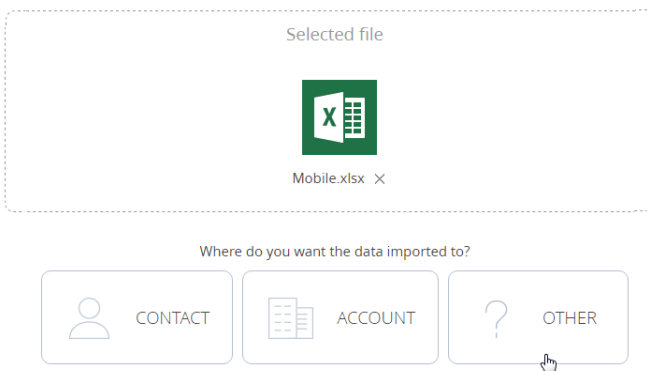 Selected file
X
Mobile.xlsx
Where do you want the data imported to?
CONTACT
ACCOUNT
? OTHER